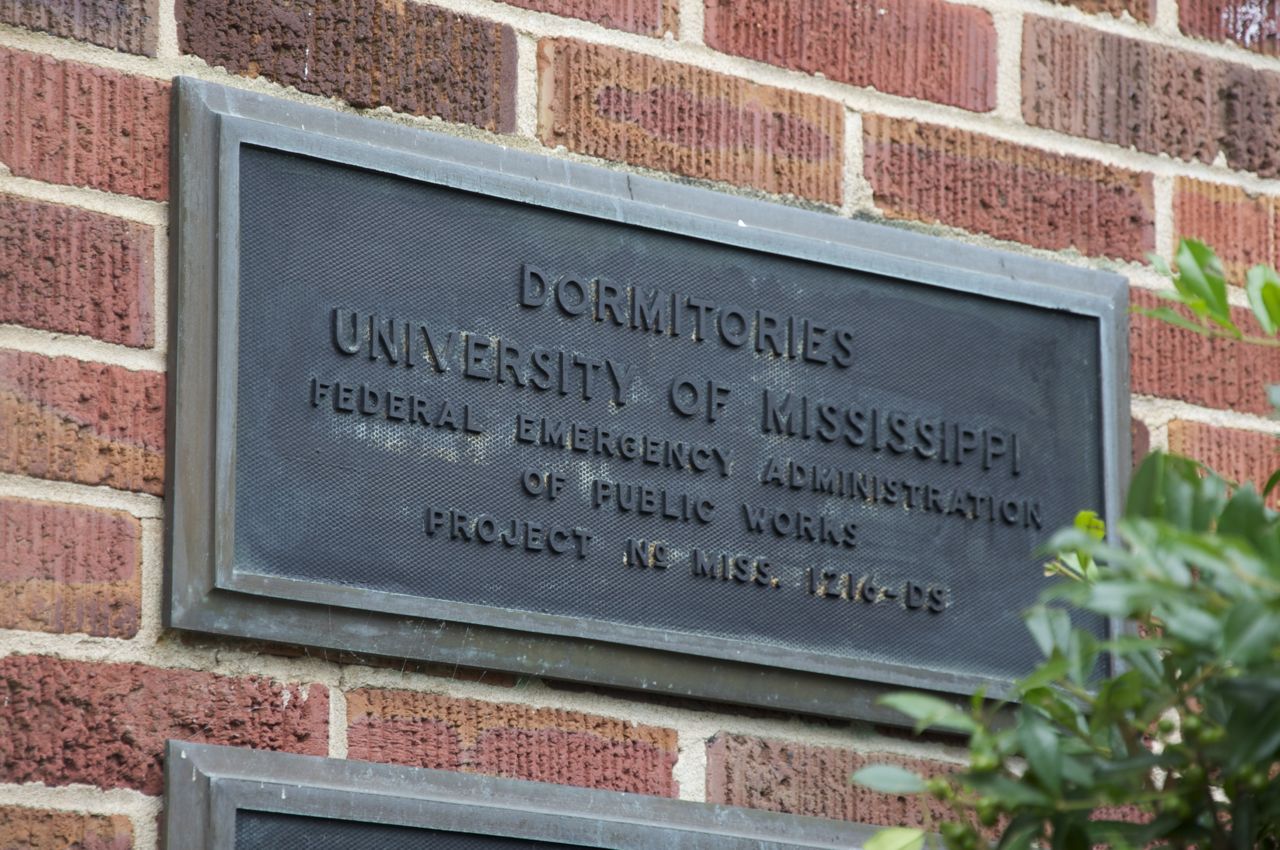 DORMITORIES
UNIVERSITY OF MISSISSIPPI
FEDERAL EMERGENCY ADMINISTRATION
OF PUBLIC WORKS
PROJECT Nº MISS. 1216-DS